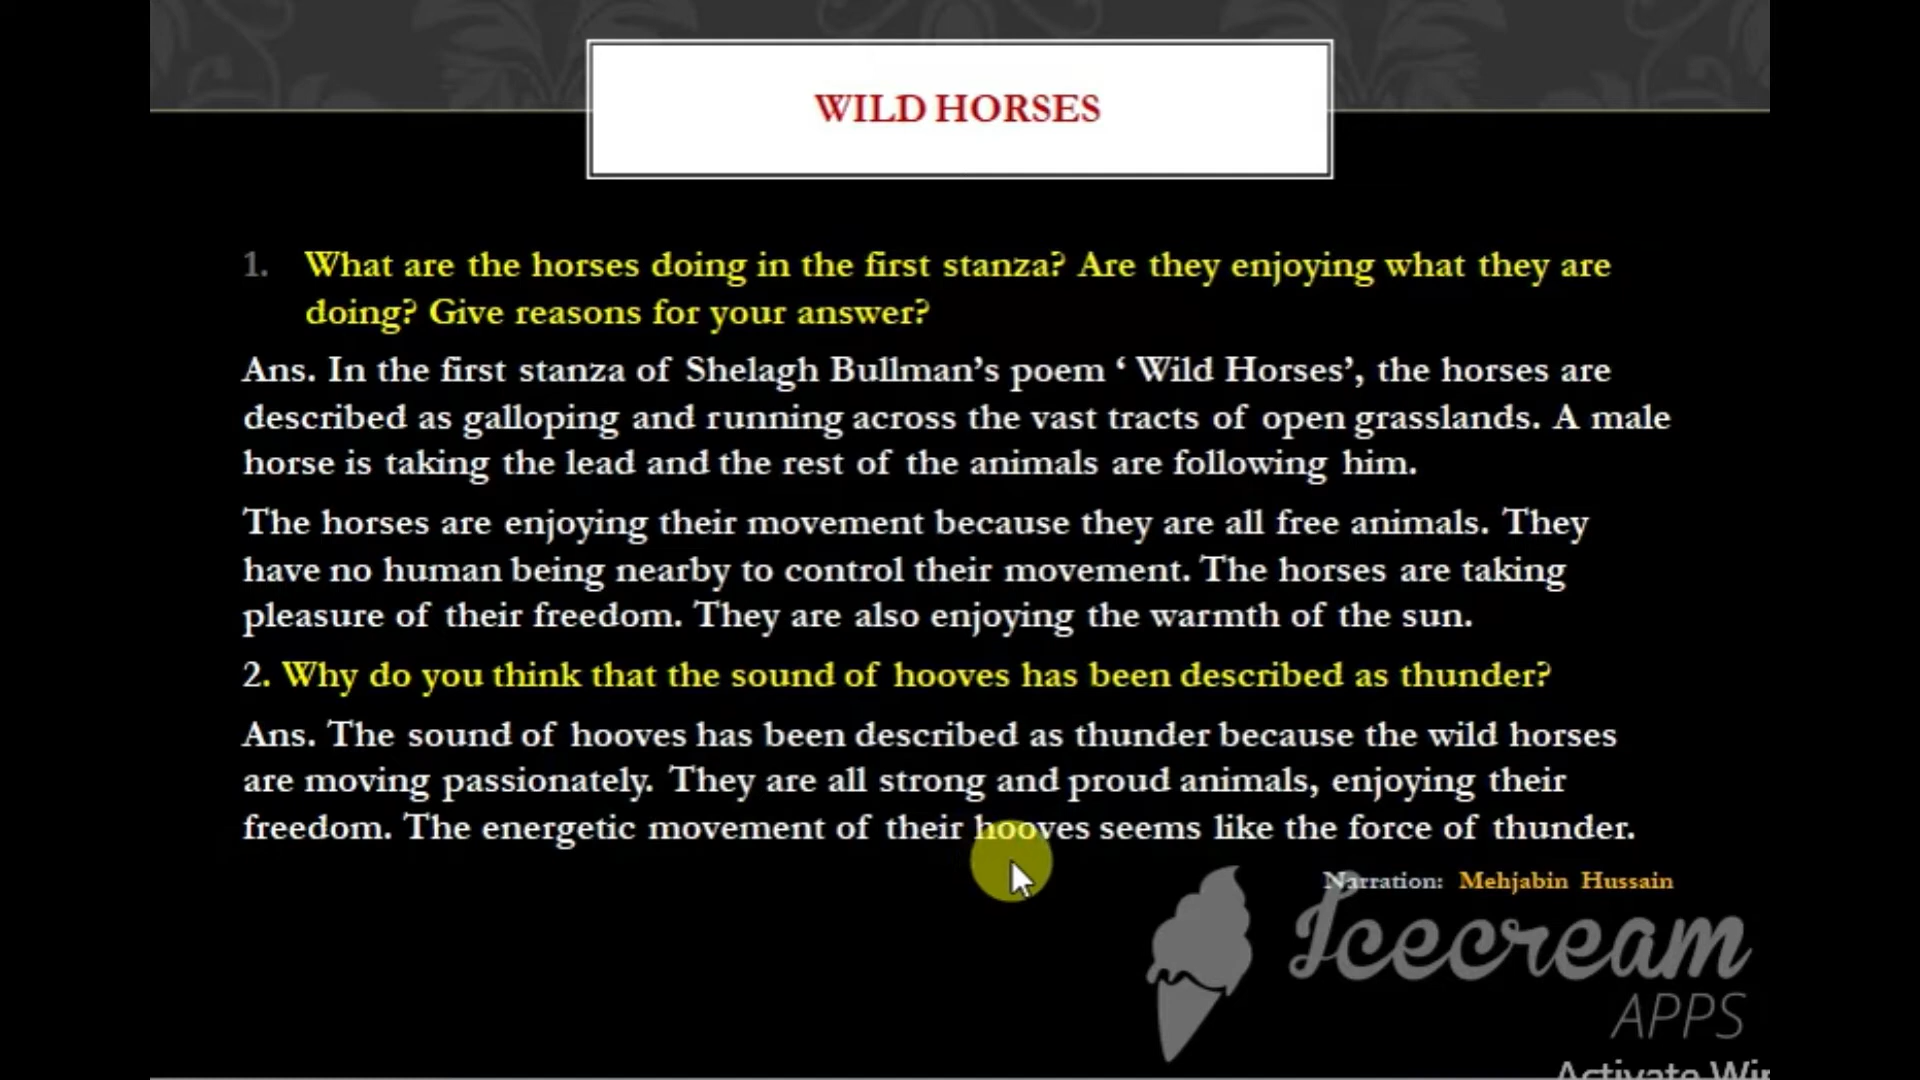 WILD HORSES
1. What are the horses doing in the first stanza? Are they enjoying what they are
doing? Give reasons for your answer?
Ans. In the first stanza of Shelagh Bullman’s poem ‘ Wild Horses’, the horses are
described as galloping and running across the vast tracts of open grasslands. A male
horse is taking the lead and the rest of the animals are following him.
The horses are enjoying their movement because they are all free animals. They
have no human being nearby to control their movement. The horses are taking
pleasure of their freedom. They are also enjoying the warmth of the sun.
2. Why do you think that the sound of hooves has been described as thunder?
Ans. The sound of hooves has been described as thunder because the wild horses
are moving passionately. They are all strong and proud animals, enjoying their
freedom. The energetic movement of their hooves seems like the force of thunder.
Narration: Mehjabin Hussain
Icecream
APPS
Activate Win